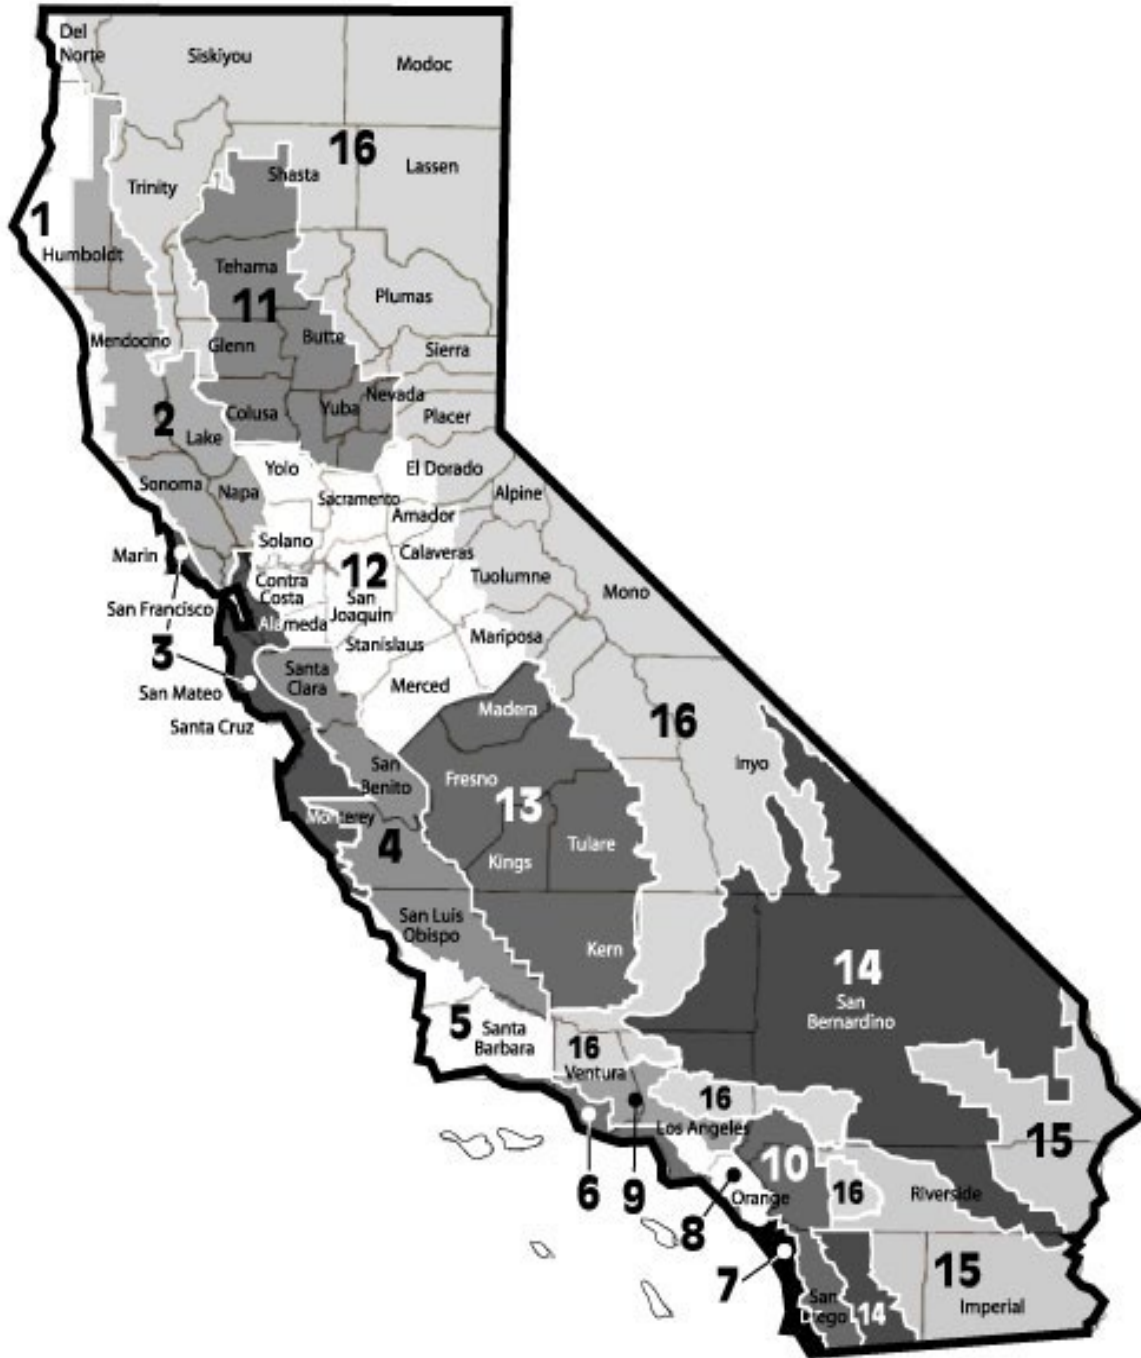 Del
Norte
Siskiyou
Modoc
16
Shasta
Lassen
Trinity
1
Humboldt
Tehama
11
Plumas
Mendocino
Glenn
Butte
Sierra
Nevada
2
Colusa
Yuba
Placer
Lake
Yolo
El Dorado
Sonoma
Napa
Sacramento
Alpine
Amador
Marin
Solano
Calaveras
12
Contra
Costa
Tuolumne
Mono
San Francisco
San
Joaquin
Alameda
3
Stanislaus
Mariposa
San Mateo
Santa
Clara
Merced
Santa Cruz
Madera
16
San
Benito
Fresno
Inyo
13
Monterey
4
Kings
Tulare
San Luis
Obispo
Kern
14
San
Bernardino
5
Santa
Barbara
16
Ventura
16
Los Angeles
15
10
6
9
8
Orange
16
Riverside
7
15
San
Diego
14
Imperial